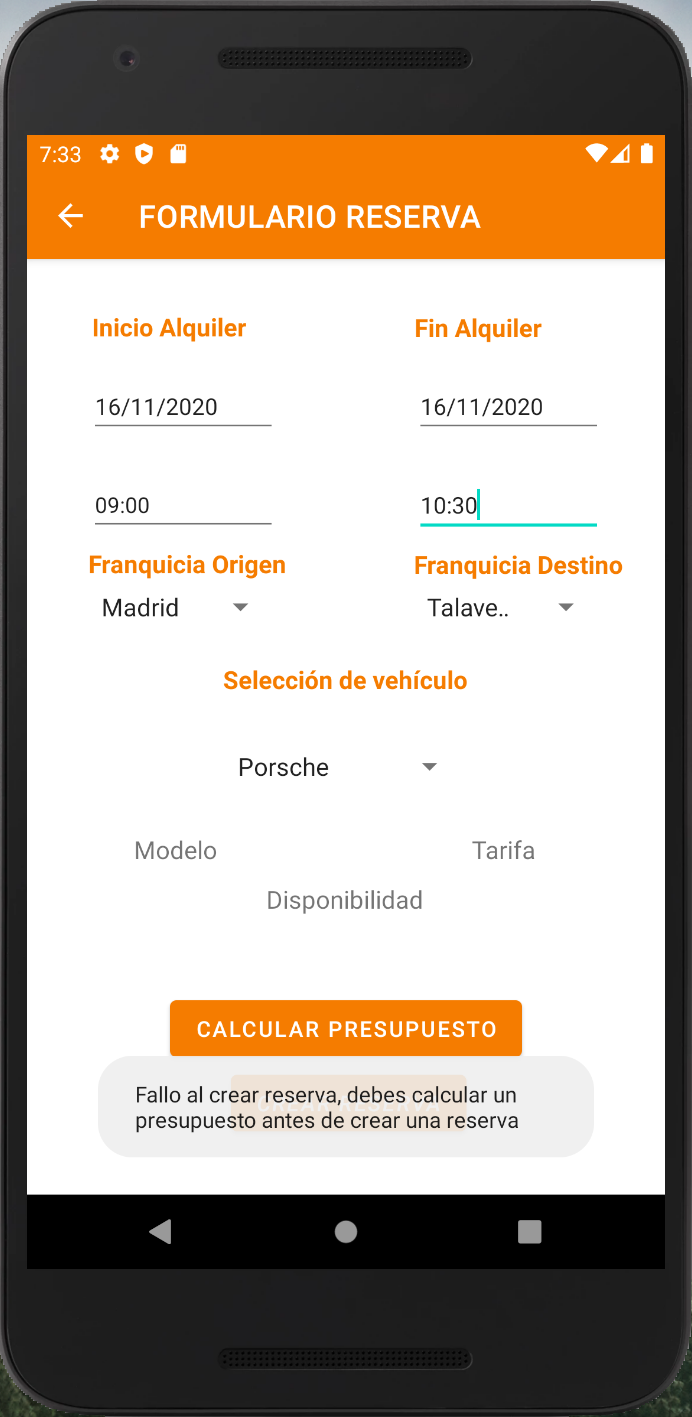 7:33
FORMULARIO RESERVA
Inicio Alquiler Fin Alquiler
16/11/2020 16/11/2020
09:00 10:30
Franquicia Origen Franquicia Destino
Madrid Talave..
Selección de vehículo
Porsche
Modelo Tarifa
Disponibilidad
CALCULAR PRESUPUESTO
CREAR RESERVA
Fallo al crear reserva, debes calcular un
presupuesto antes de crear una reserva